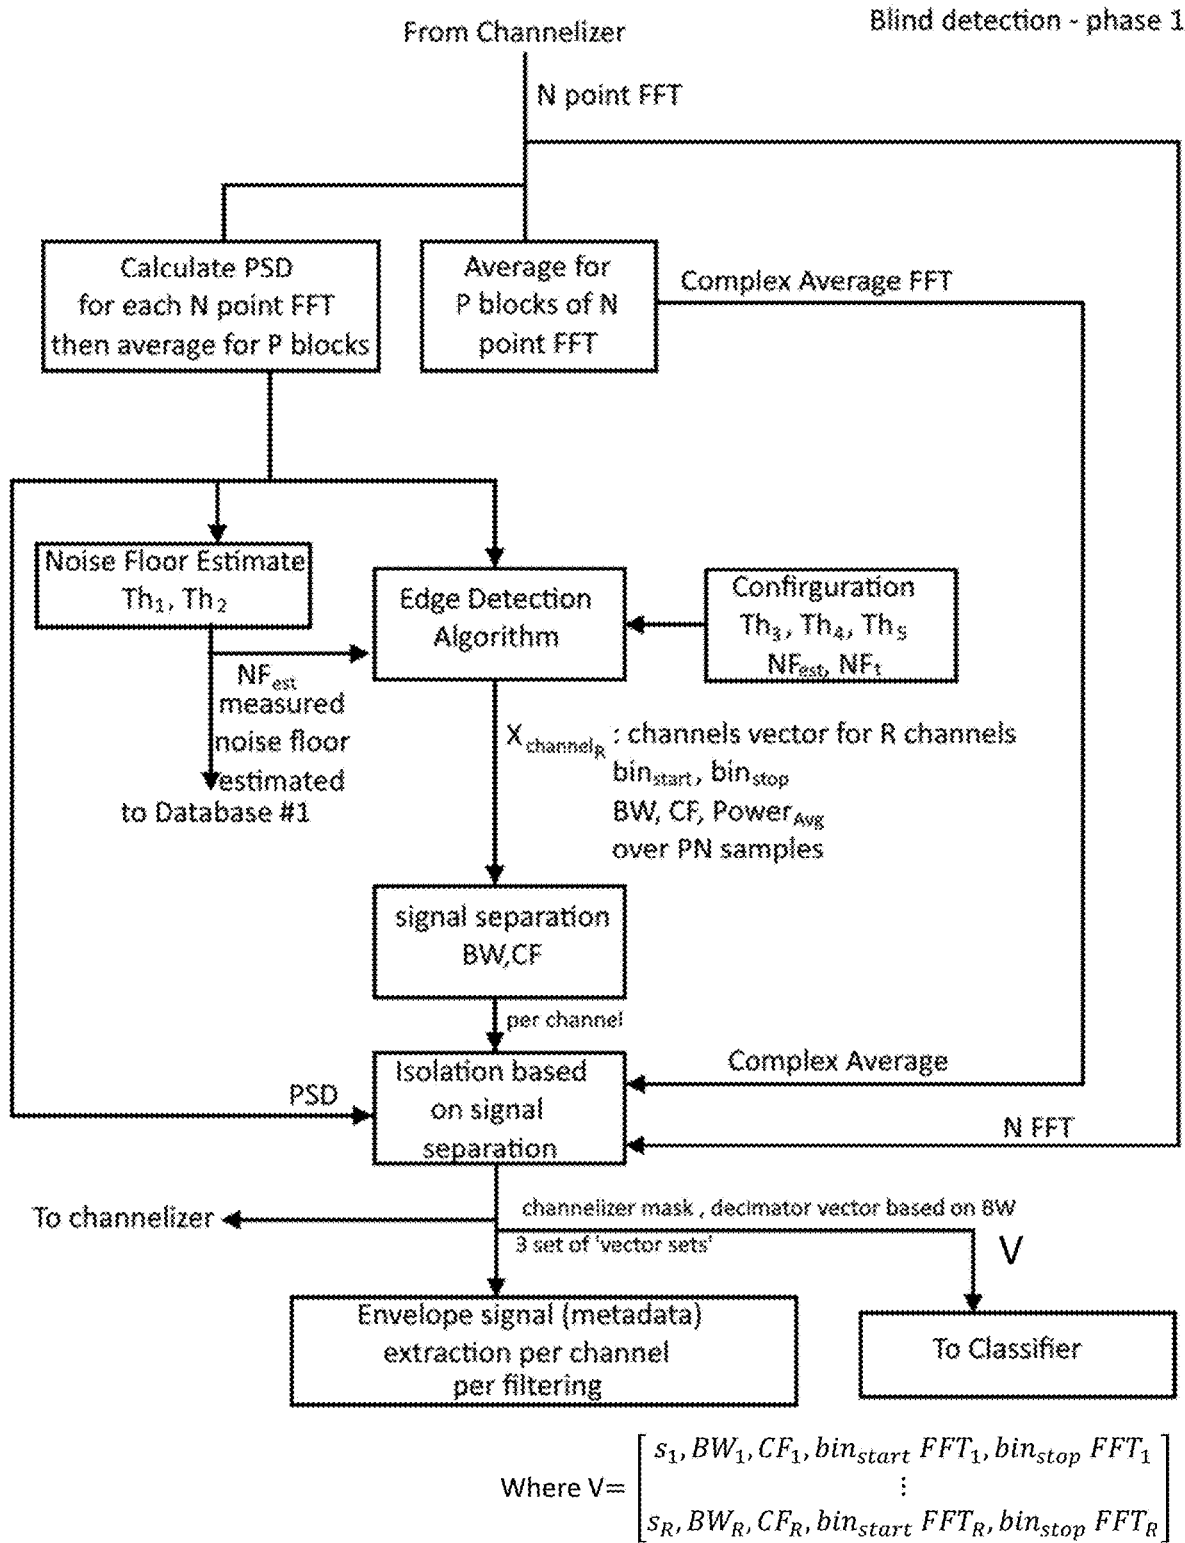 Blind detection - phase 1
From Channelizer
N point FFT
Calculate PSD
for each N point FFT
then average for P blocks
Average for
P blocks of N
point FFT
Complex Average FFT
Noise Floor Estimate
Th₁, Th₂
Edge Detection
Algorithm
Confirguration
Th₃, Th₄, Th₅
NFest, NFt
NFest
measured
noise floor
estimated
to Database #1
XchannelR : channels vector for R channels
binstart, binstop
BW, CF, PowerAvg
over PN samples
signal separation
BW,CF
per channel
Isolation based
on signal
separation
PSD
Complex Average
N FFT
To channelizer
channelizer mask , decimator vector based on BW
3 set of 'vector sets'
V
Envelope signal (metadata)
extraction per channel
per filtering
To Classifier
s₁, BW₁, CF₁, binstart FFT₁, binstop FFT₁
Where V=
⋮
sR, BWR, CFR, binstart FFTR, binstop FFTR